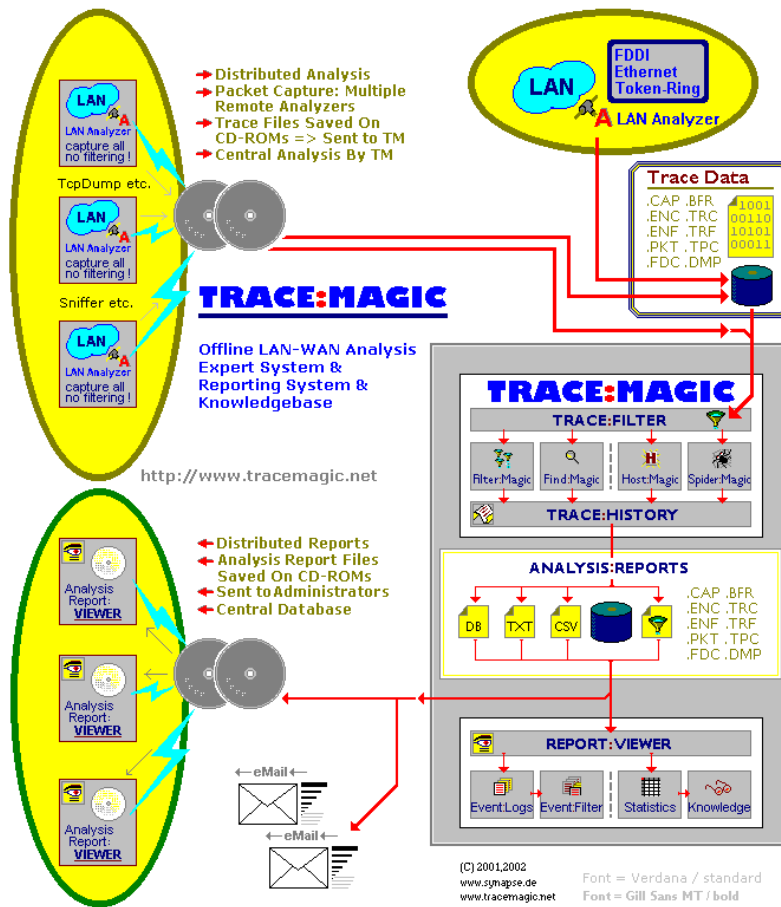 LAN
LAN Analyzer
capture all
no filtering !
TcpDump etc.
LAN
LAN Analyzer
capture all
no filtering !
Sniffer etc.
LAN
LAN Analyzer
capture all
no filtering !
Distributed Analysis
Packet Capture: Multiple
Remote Analyzers
Trace Files Saved On
CD-ROMs => Sent to TM
Central Analysis By TM
LAN
FDDI
Ethernet
Token-Ring
A LAN Analyzer
Trace Data
.CAP .BFR
.ENC .TRC
.ENF .TRF
.PKT .TPC
.FDC .DMP
1001
00110
10101
00011
TRACE:MAGIC
Offline LAN-WAN Analysis
Expert System &
Reporting System &
Knowledgebase
http://www.tracemagic.net
TRACE:MAGIC
TRACE:FILTER
Filter:Magic
Find:Magic
Host:Magic
Spider:Magic
TRACE:HISTORY
ANALYSIS:REPORTS
DB
TXT
CSV
.CAP .BFR
.ENC .TRC
.ENF .TRF
.PKT .TPC
.FDC .DMP
REPORT:VIEWER
Event:Logs
Event:Filter
Statistics
Knowledge
Distributed Reports
Analysis Report Files
Saved On CD-ROMs
Sent to Administrators
Central Database
Analysis
Report:
VIEWER
Analysis
Report:
VIEWER
Analysis
Report:
VIEWER
eMail
eMail
(C) 2001,2002
www.synapse.de
www.tracemagic.net
Font = Verdana / standard
Font = Gill Sans MT / bold